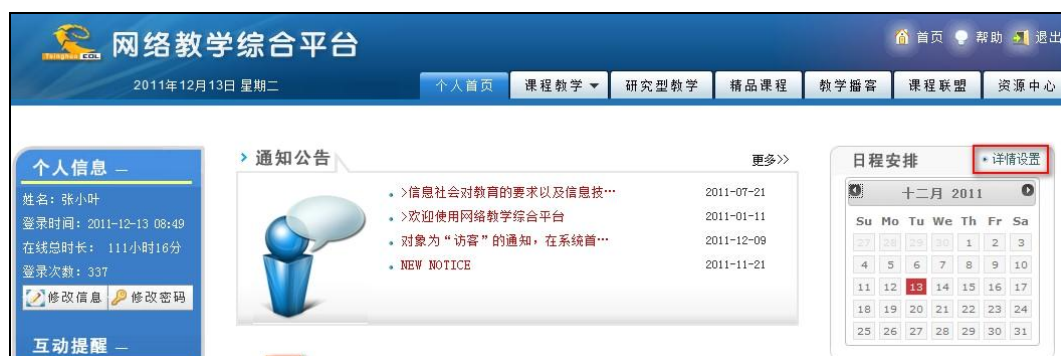 首页 帮助 退出
Tsinghua EOL 网络教学综合平台
2011年12月13日 星期二
个人首页 课程教学 研究型教学 精品课程 教学播客 课程联盟 资源中心
个人信息
姓名：张小叶
登录时间：2011-12-13 08:49
在线总时长： 111小时16分
登录次数：337
修改信息 修改密码
互动提醒
通知公告 更多>>
>信息社会对教育的要求以及信息技… 2011-07-21
>欢迎使用网络教学综合平台 2011-01-11
对象为“访客”的通知，在系统首… 2011-12-09
NEW NOTICE 2011-11-21
日程安排 详情设置
十二月 2011
Su Mo Tu We Th Fr Sa
27 28 29 30 1 2 3
4 5 6 7 8 9 10
11 12 13 14 15 16 17
18 19 20 21 22 23 24
25 26 27 28 29 30 31